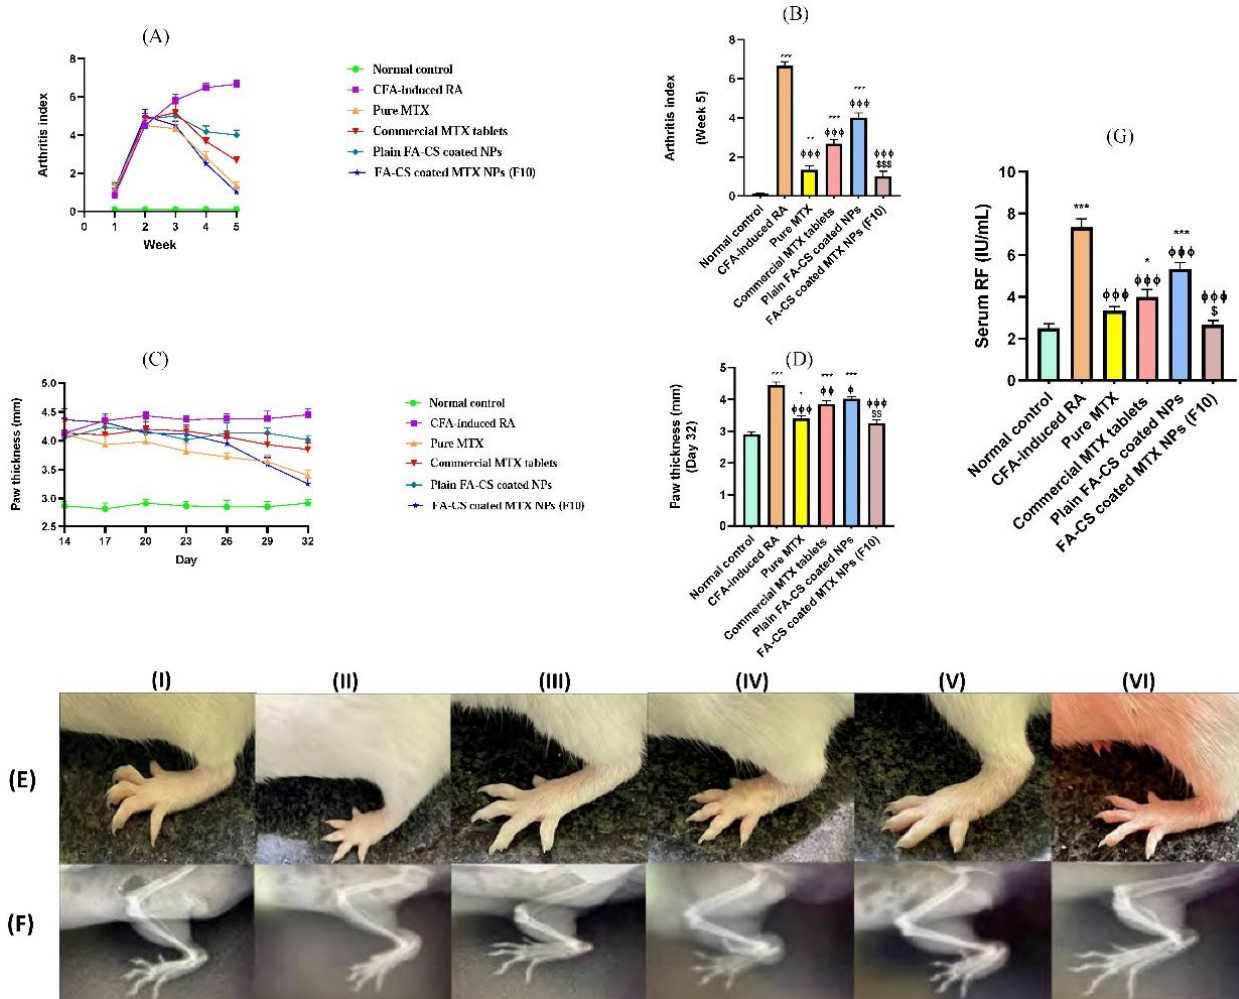 (A)
Arthritis index
8
6
4
2
0
0 1 2 3 4 5
Week
Normal control
CFA-induced RA
Pure MTX
Commercial MTX tablets
Plain FA-CS coated NPs
FA-CS coated MTX NPs (F10)
(B)
Arthritis index
(Week 5)
8
6
4
2
0
ϕϕϕ
***
ϕϕϕ
ϕϕϕ
ϕϕϕ
$$$
Normal control
CFA-induced RA
Pure MTX
Commercial MTX tablets
Plain FA-CS coated NPs
FA-CS coated MTX NPs (F10)
(C)
Paw thickness (mm)
5.0
4.5
4.0
3.5
3.0
2.5
14 17 20 23 26 29 32
Day
Normal control
CFA-induced RA
Pure MTX
Commercial MTX tablets
Plain FA-CS coated NPs
FA-CS coated MTX NPs (F10)
(D)
Paw thickness (mm)
(Day 32)
5
4
3
2
1
0
ϕϕϕ
***
ϕϕ
***
ϕ
ϕϕϕ
$$
Normal control
CFA-induced RA
Pure MTX
Commercial MTX tablets
Plain FA-CS coated NPs
FA-CS coated MTX NPs (F10)
(G)
Serum RF (IU/mL)
10
8
6
4
2
0
***
ϕϕϕ
*
ϕϕϕ
***
ϕϕϕ
ϕϕϕ
$
Normal control
CFA-induced RA
Pure MTX
Commercial MTX tablets
Plain FA-CS coated NPs
FA-CS coated MTX NPs (F10)
(I) (II) (III) (IV) (V) (VI)
(E)
(F)